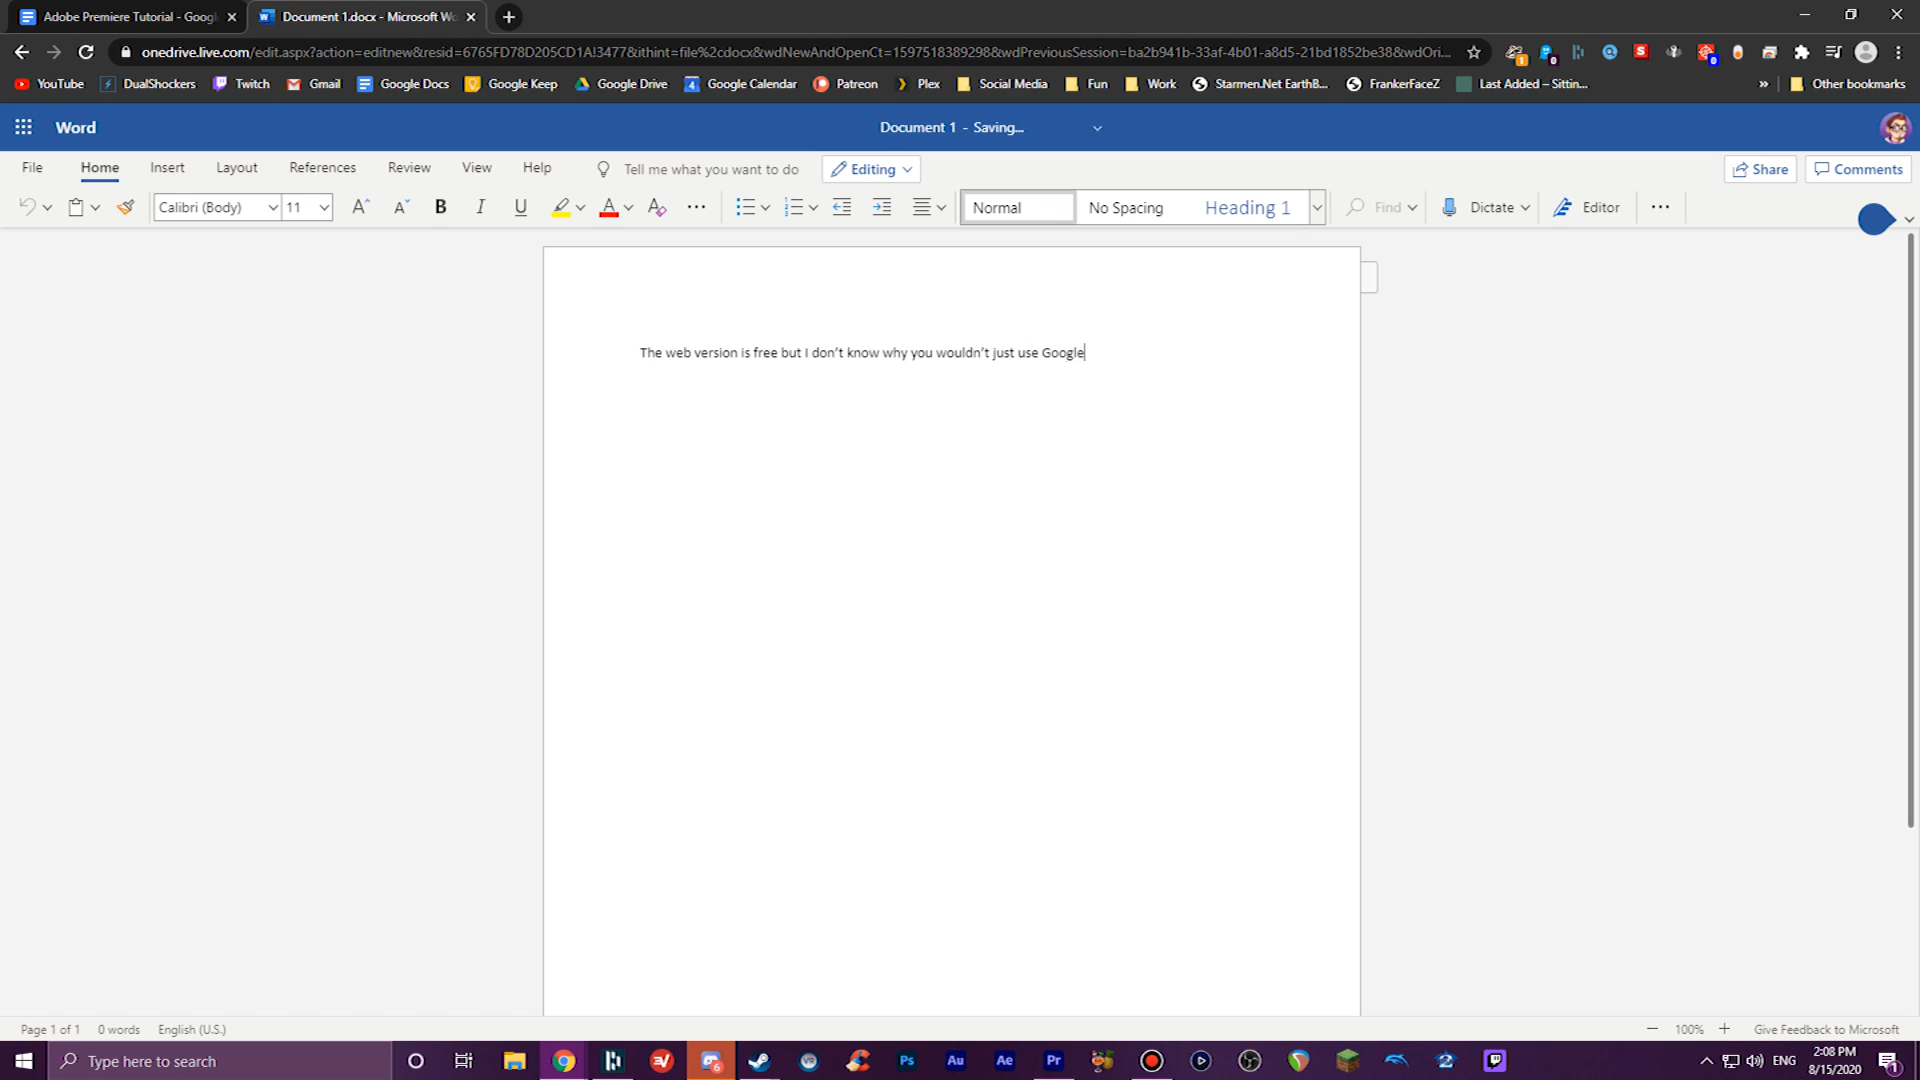 Adobe Premiere Tutorial - Googl
Document 1.docx - Microsoft Wo
onedrive.live.com/edit.aspx?action=editnew&resid=6765FD78D205CD1A!3477&ithint=file%2cdocx&wdNewAndOpenCt=1597518389298&wdPreviousSession=ba2b941b-33af-4b01-a8d5-21bd1852be38&wdOri...
YouTube DualShockers Twitch Gmail Google Docs Google Keep Google Drive Google Calendar Patreon Plex Social Media Fun Work Starmen.Net EarthB... FrankerFaceZ Last Added – Sittin... » Other bookmarks
Word
Document 1 - Saving...
File Home Insert Layout References Review View Help Tell me what you want to do Editing Share Comments
Calibri (Body) 11 B I U Normal No Spacing Heading 1 Find Dictate Editor
The web version is free but I don't know why you wouldn't just use Google
Page 1 of 1 0 words English (U.S.) 100% Give Feedback to Microsoft
Type here to search
Ps Au Ae Pr
ENG
2:08 PM
8/15/2020